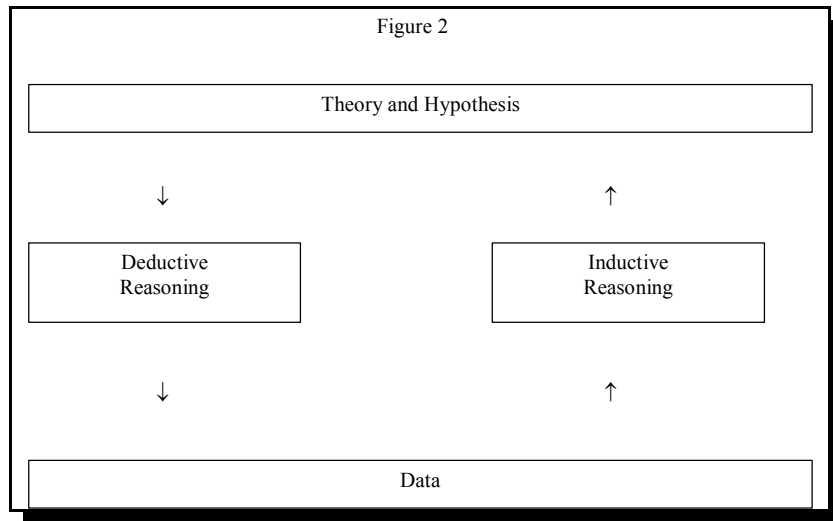 Figure 2
Theory and Hypothesis
↓ ↑
Deductive
Reasoning
Inductive
Reasoning
↓ ↑
Data